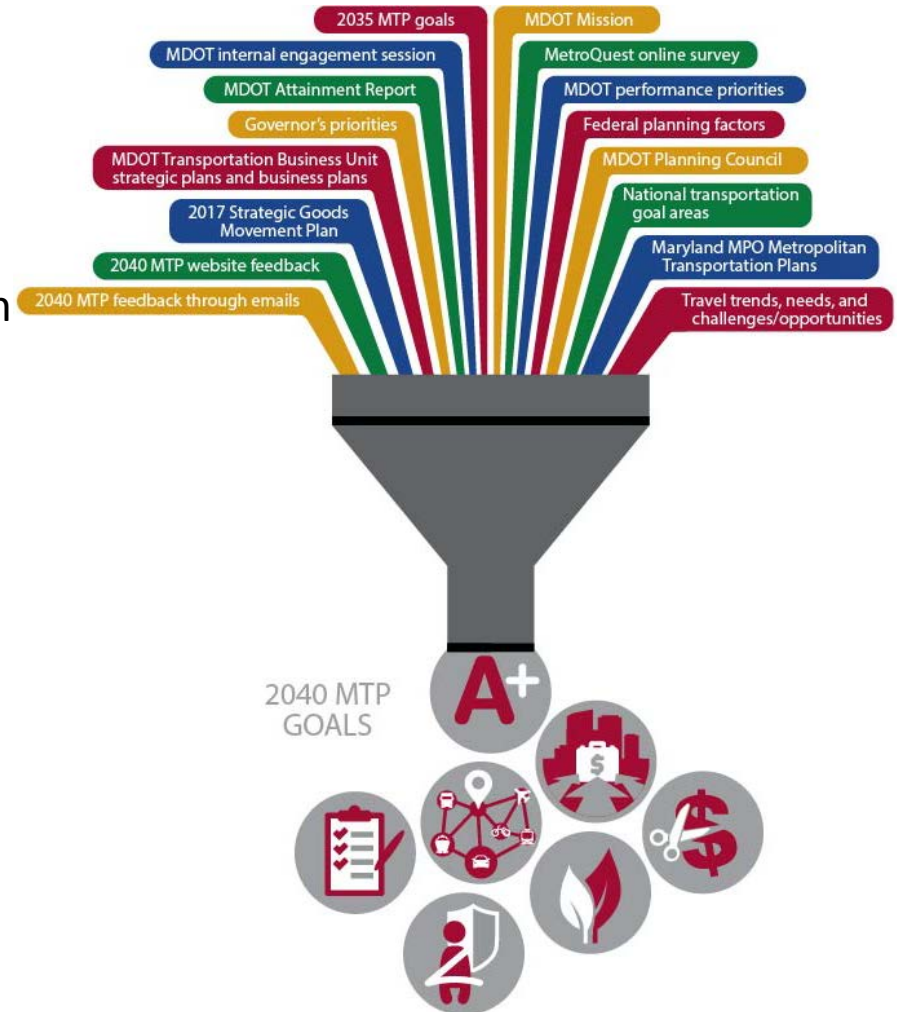 2035 MTP goals
MDOT internal engagement session
MDOT Attainment Report
Governor's priorities
MDOT Transportation Business Unit
strategic plans and business plans
2017 Strategic Goods
Movement Plan
2040 MTP website feedback
n
2040 MTP feedback through emails
MDOT Mission
MetroQuest online survey
MDOT performance priorities
Federal planning factors
MDOT Planning Council
National transportation
goal areas
Maryland MPO Metropolitan
Transportation Plans
Travel trends, needs, and
challenges/opportunities
A+
2040 MTP
GOALS
$
$